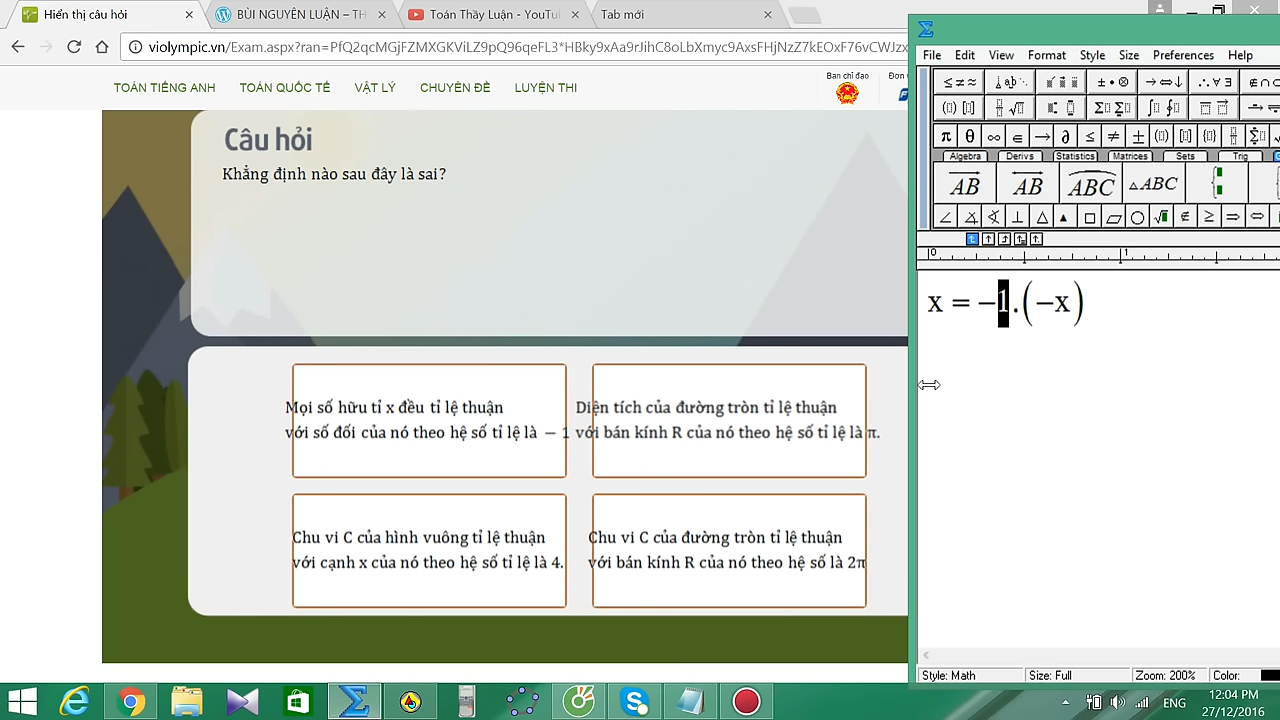 Hiển thị câu hỏi
BÙI NGUYÊN LUẬN – TH
Toán Thầy Luận - YouTu
Tab mới
violympic.vn/Exam.aspx?ran=PfQ2qcMGjFZMXGKViLZ9pQ96qeFL3*HBky9xAa9rJihC8oLbXmyc9AxsFHjNzZ7kEOxF76vCWJzx
TOÁN TIẾNG ANH
TOÁN QUỐC TẾ
VẬT LÝ
CHUYÊN ĐỀ
LUYỆN THI
Ban chỉ đạo
Đơn
Câu hỏi
Khẳng định nào sau đây là sai?
Mọi số hữu tỉ x đều tỉ lệ thuận
với số đối của nó theo hệ số tỉ lệ là − 1
Diện tích của đường tròn tỉ lệ thuận
với bán kính R của nó theo hệ số tỉ lệ là π.
Chu vi C của hình vuông tỉ lệ thuận
với cạnh x của nó theo hệ số tỉ lệ là 4.
Chu vi C của đường tròn tỉ lệ thuận
với bán kính R của nó theo hệ số là 2π
File Edit View Format Style Size Preferences Help
Algebra Derivs Statistics Matrices Sets Trig
AB AB ABC △ABC
0 1
x = −1.(−x)
Style: Math Size: Full Zoom: 200% Color:
ENG
12:04 PM
27/12/2016